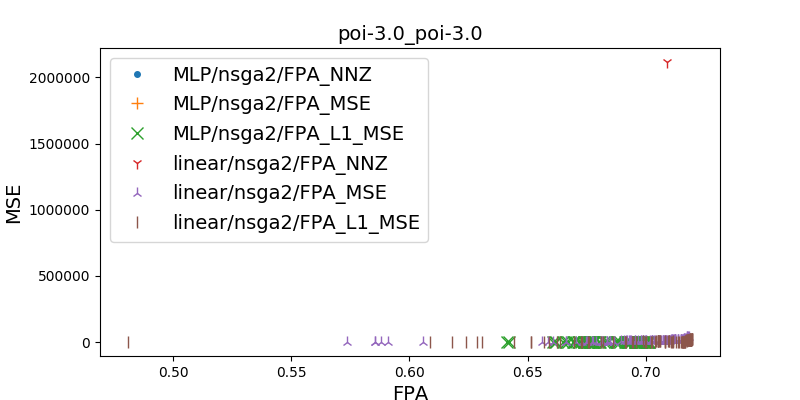 poi-3.0_poi-3.0
MLP/nsga2/FPA_NNZ
MLP/nsga2/FPA_MSE
MLP/nsga2/FPA_L1_MSE
linear/nsga2/FPA_NNZ
linear/nsga2/FPA_MSE
linear/nsga2/FPA_L1_MSE
MSE
2000000
1500000
1000000
500000
0
0.50 0.55 0.60 0.65 0.70
FPA